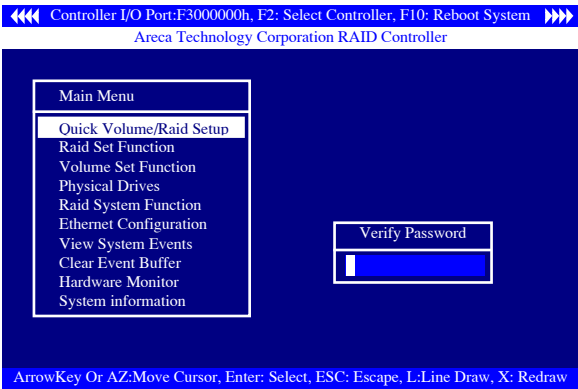 Controller I/O Port:F3000000h, F2: Select Controller, F10: Reboot System
Areca Technology Corporation RAID Controller
Main Menu
Quick Volume/Raid Setup
Raid Set Function
Volume Set Function
Physical Drives
Raid System Function
Ethernet Configuration
View System Events
Clear Event Buffer
Hardware Monitor
System information
Verify Password
ArrowKey Or AZ:Move Cursor, Enter: Select, ESC: Escape, L:Line Draw, X: Redraw